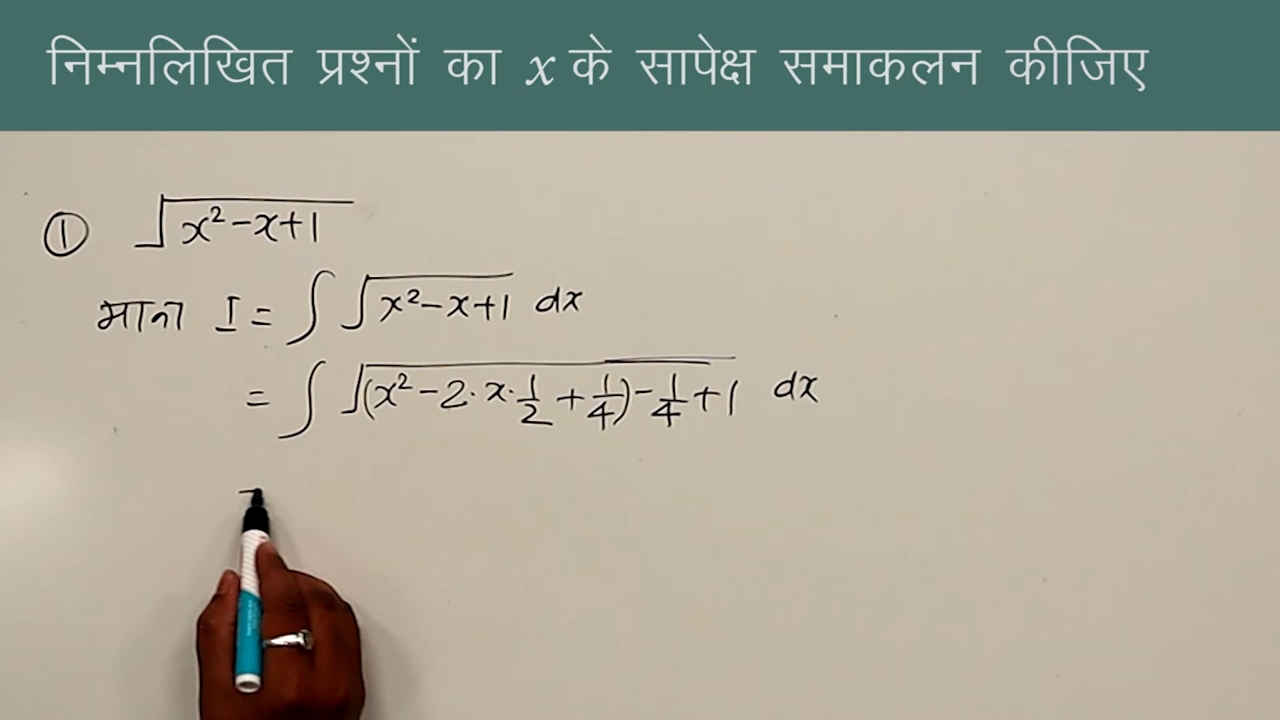 निम्नलिखित प्रश्नों का x के सापेक्ष समाकलन कीजिए
① √(x²-x+1)
माना I = ∫ √(x²-x+1) dx
= ∫ √((x²-2·x·1/2+1/4)-1/4+1) dx